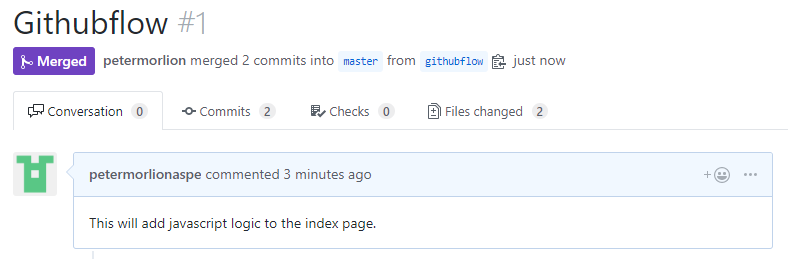 Githubflow #1
Merged petermorlion merged 2 commits into master from githubflow just now
Conversation 0 Commits 2 Checks 0 Files changed 2
petermorlionaspe commented 3 minutes ago + ...
This will add javascript logic to the index page.